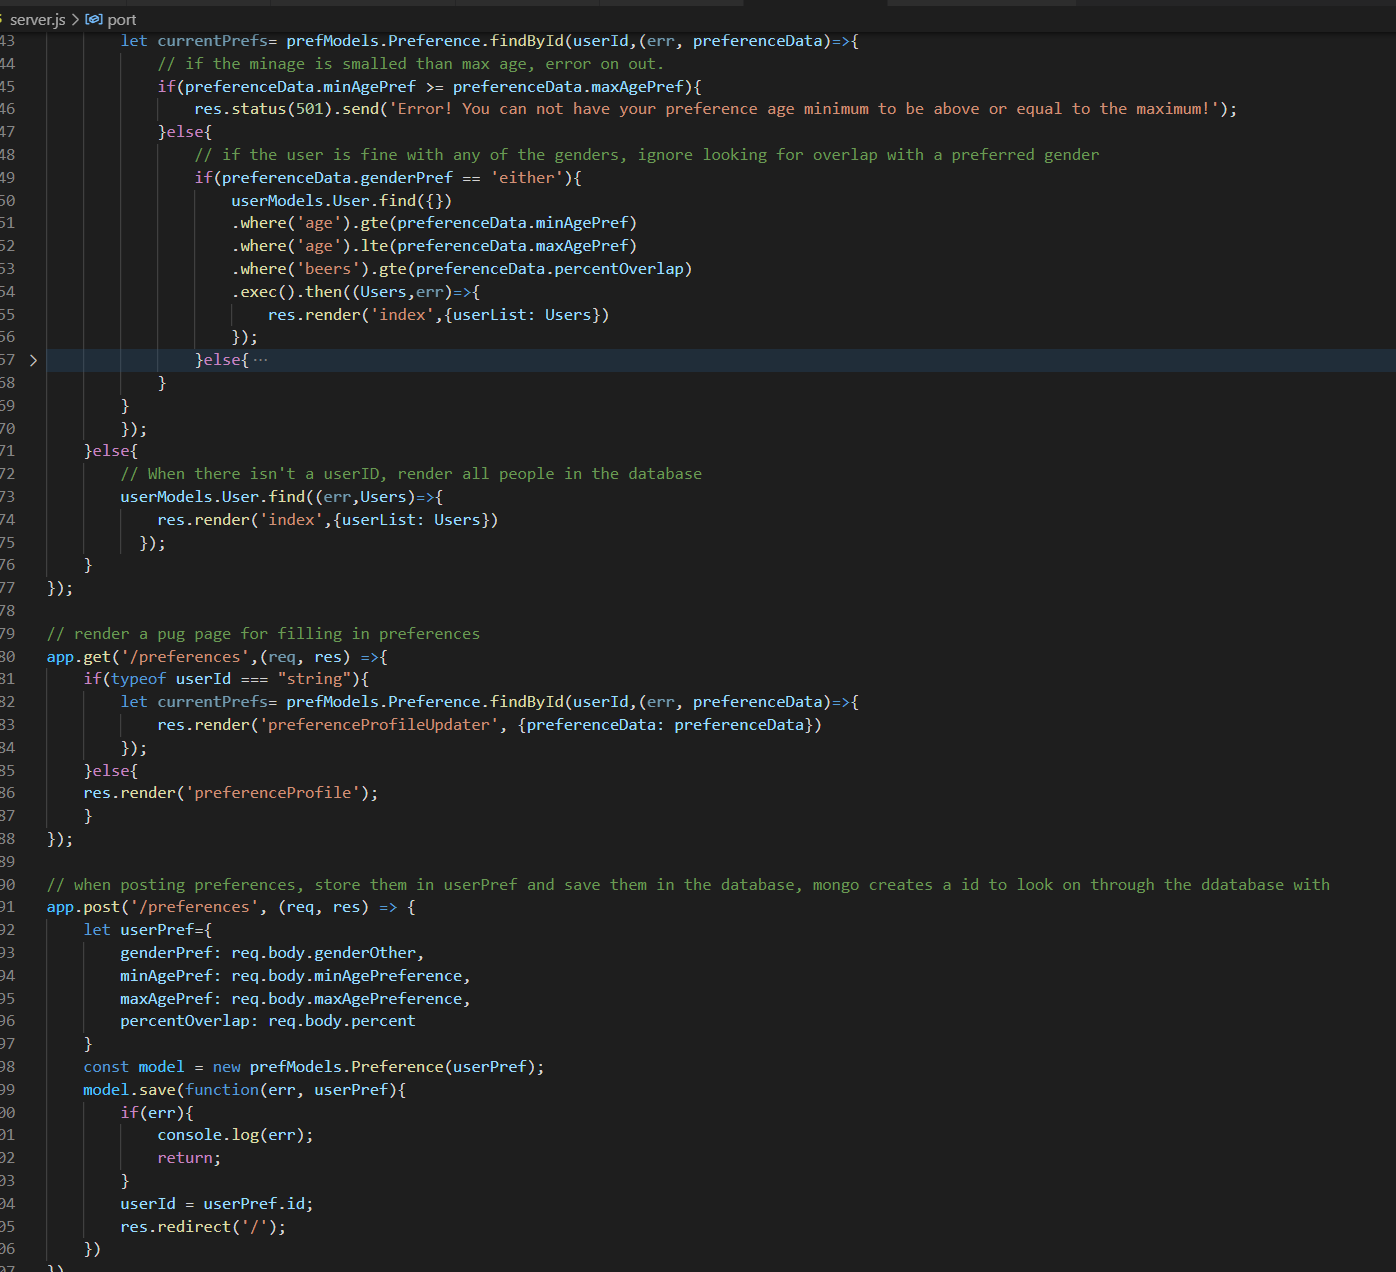 server.js > port
43 let currentPrefs= prefModels.Preference.findById(userId,(err, preferenceData)=>{
44 // if the minage is smalled than max age, error on out.
45 if(preferenceData.minAgePref >= preferenceData.maxAgePref){
46 res.status(501).send('Error! You can not have your preference age minimum to be above or equal to the maximum!');
47 }else{
48 // if the user is fine with any of the genders, ignore looking for overlap with a preferred gender
49 if(preferenceData.genderPref == 'either'){
50 userModels.User.find({})
51 .where('age').gte(preferenceData.minAgePref)
52 .where('age').lte(preferenceData.maxAgePref)
53 .where('beers').gte(preferenceData.percentOverlap)
54 .exec().then((Users,err)=>{
55 res.render('index',{userList: Users})
56 });
57 }else{ ···
68 }
69 }
70 });
71 }else{
72 // When there isn't a userID, render all people in the database
73 userModels.User.find((err,Users)=>{
74 res.render('index',{userList: Users})
75 });
76 }
77 });
78
79 // render a pug page for filling in preferences
80 app.get('/preferences',(req, res) =>{
81 if(typeof userId === "string"){
82 let currentPrefs= prefModels.Preference.findById(userId,(err, preferenceData)=>{
83 res.render('preferenceProfileUpdater', {preferenceData: preferenceData})
84 });
85 }else{
86 res.render('preferenceProfile');
87 }
88 });
89
90 // when posting preferences, store them in userPref and save them in the database, mongo creates a id to look on through the ddatabase with
91 app.post('/preferences', (req, res) => {
92 let userPref={
93 genderPref: req.body.genderOther,
94 minAgePref: req.body.minAgePreference,
95 maxAgePref: req.body.maxAgePreference,
96 percentOverlap: req.body.percent
97 }
98 const model = new prefModels.Preference(userPref);
99 model.save(function(err, userPref){
00 if(err){
01 console.log(err);
02 return;
03 }
04 userId = userPref.id;
05 res.redirect('/');
06 })
07 })